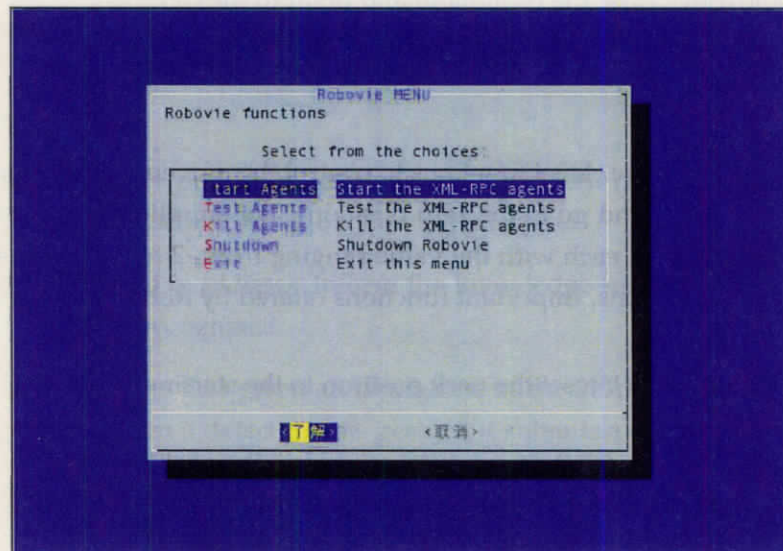 Robovie MENU
Robovie functions
Select from the choices
Start Agents Start the XML-RPC agents
Test Agents Test the XML-RPC agents
Kill Agents Kill the XML-RPC agents
Shutdown Shutdown Robovie
Exit Exit this menu
<了解> <取消>